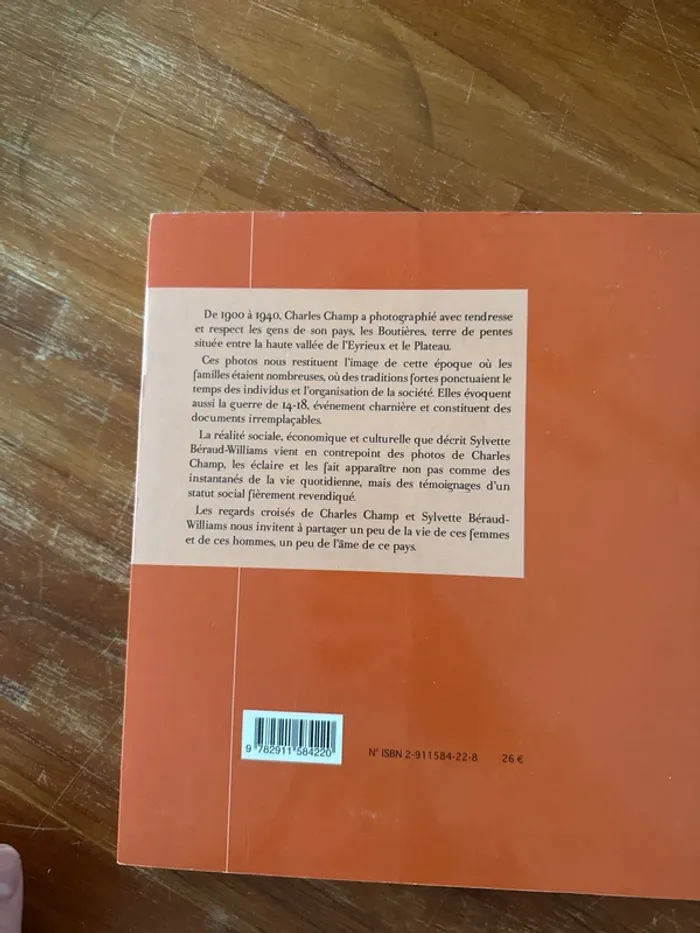 De 1900 à 1940, Charles Champ a photographié avec tendresse
et respect les gens de son pays, les Boutières, terre de pentes
située entre la haute vallée de l'Eyrieux et le Plateau.
Ces photos nous restituent l'image de cette époque où les
familles étaient nombreuses, où des traditions fortes ponctuaient le
temps des individus et l'organisation de la société. Elles évoquent
aussi la guerre de 14-18, événement charnière et constituent des
documents irremplaçables.
La réalité sociale, économique et culturelle que décrit Sylvette
Béraud-Williams vient en contrepoint des photos de Charles
Champ, les éclaire et les fait apparaître non pas comme des
instantanés de la vie quotidienne, mais des témoignages d'un
statut social fièrement revendiqué.
Les regards croisés de Charles Champ et Sylvette Béraud-
Williams nous invitent à partager un peu de la vie de ces femmes
et de ces hommes, un peu de l'âme de ce pays.
9 782911 584220
N° ISBN 2-911584-22-8 26 €